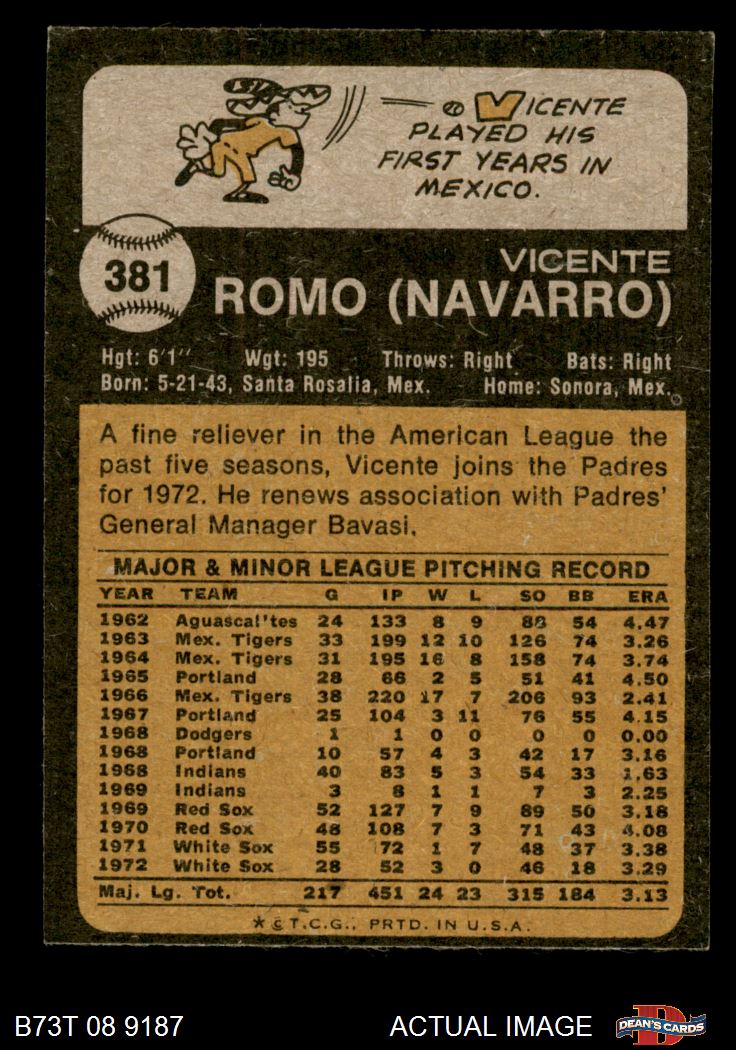 VICENTE
PLAYED HIS
FIRST YEARS IN
MEXICO.
381
VICENTE
ROMO (NAVARRO)
Hgt: 6'1" Wgt: 195 Throws: Right Bats: Right
Born: 5-21-43, Santa Rosalia, Mex. Home: Sonora, Mex.
A fine reliever in the American League the
past five seasons, Vicente joins the Padres
for 1972. He renews association with Padres'
General Manager Bavasi.
MAJOR & MINOR LEAGUE PITCHING RECORD
YEAR TEAM G IP W L SO BB ERA
1962 Aguascal'tes 24 133 8 9 88 54 4.47
1963 Mex. Tigers 33 199 12 10 126 74 3.26
1964 Mex. Tigers 31 195 16 8 158 74 3.74
1965 Portland 28 66 2 5 51 41 4.50
1966 Mex. Tigers 38 220 17 7 206 93 2.41
1967 Portland 25 104 3 11 76 55 4.15
1968 Dodgers 1 1 0 0 0 0 0.00
1968 Portland 10 57 4 3 42 17 3.16
1968 Indians 40 83 5 3 54 33 1.63
1969 Indians 3 8 1 1 7 3 2.25
1969 Red Sox 52 127 7 9 89 50 3.18
1970 Red Sox 48 108 7 3 71 43 4.08
1971 White Sox 55 72 1 7 48 37 3.38
1972 White Sox 28 52 3 0 46 18 3.29
Maj. Lg. Tot. 217 451 24 23 315 184 3.13
* © T.C.G., PRTD. IN U.S.A.
B73T 08 9187 ACTUAL IMAGE DEAN'S CARDS